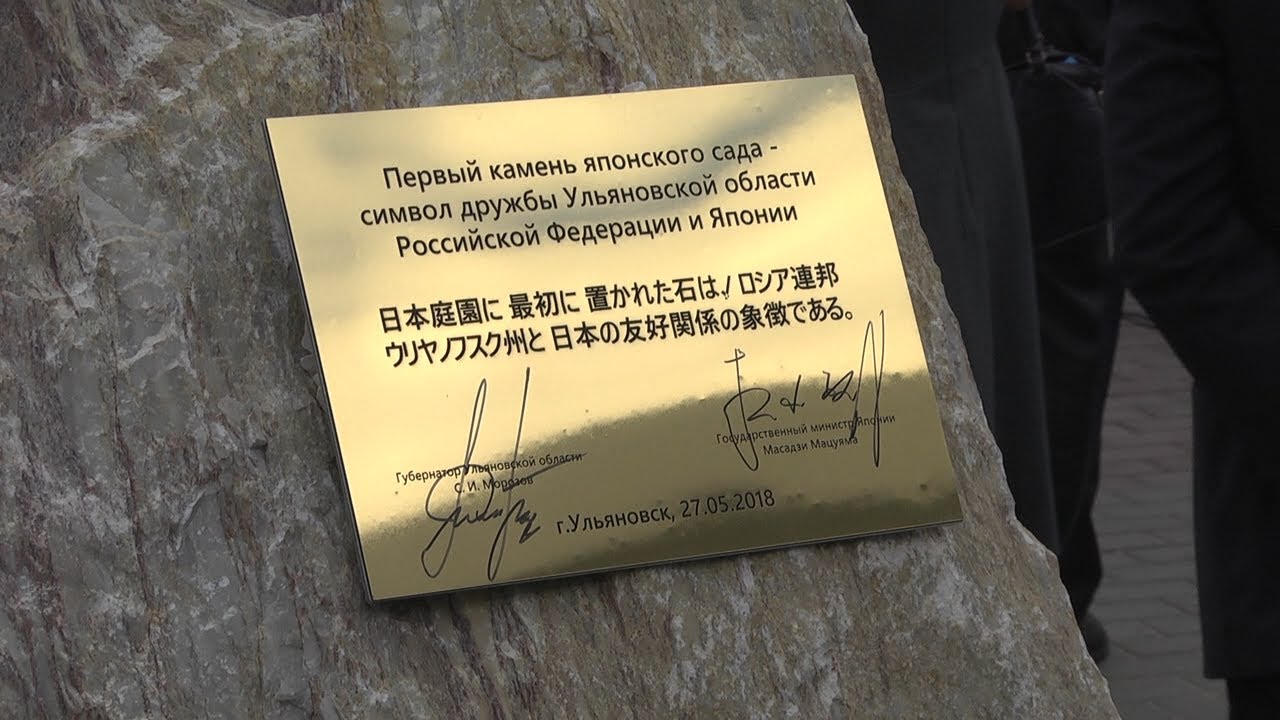 Первый камень японского сада -
символ дружбы Ульяновской области
Российской Федерации и Японии
日本庭園に 最初に 置かれた石は! ロシア連邦
ウリヤノフスク州と 日本の友好関係の象徴である。
Государственный министр Японии
Масадзи Мацуяма
Губернатор Ульяновской области
С. И. Морозов
г.Ульяновск, 27.05.2018